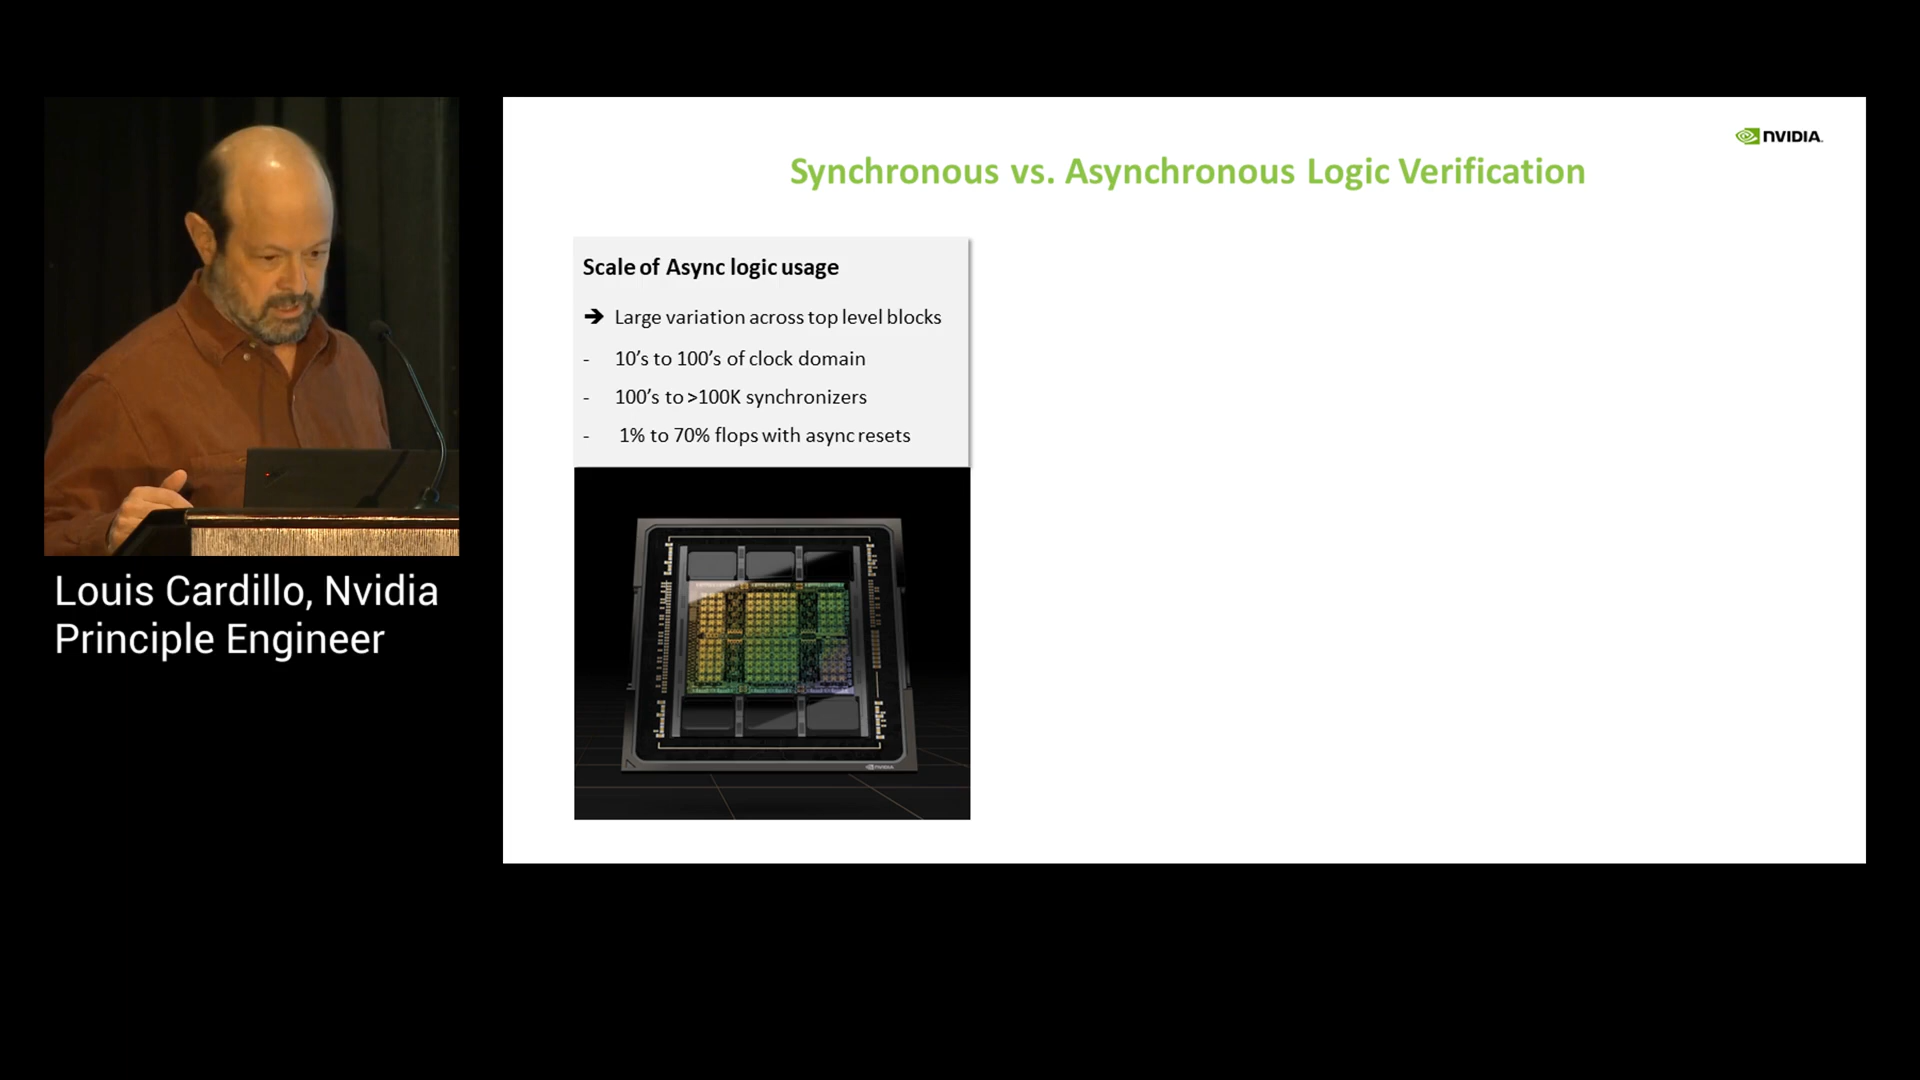 NVIDIA.
Synchronous vs. Asynchronous Logic Verification
Scale of Async logic usage
➔ Large variation across top level blocks
- 10’s to 100’s of clock domain
- 100’s to >100K synchronizers
- 1% to 70% flops with async resets
NVIDIA
Louis Cardillo, Nvidia
Principle Engineer